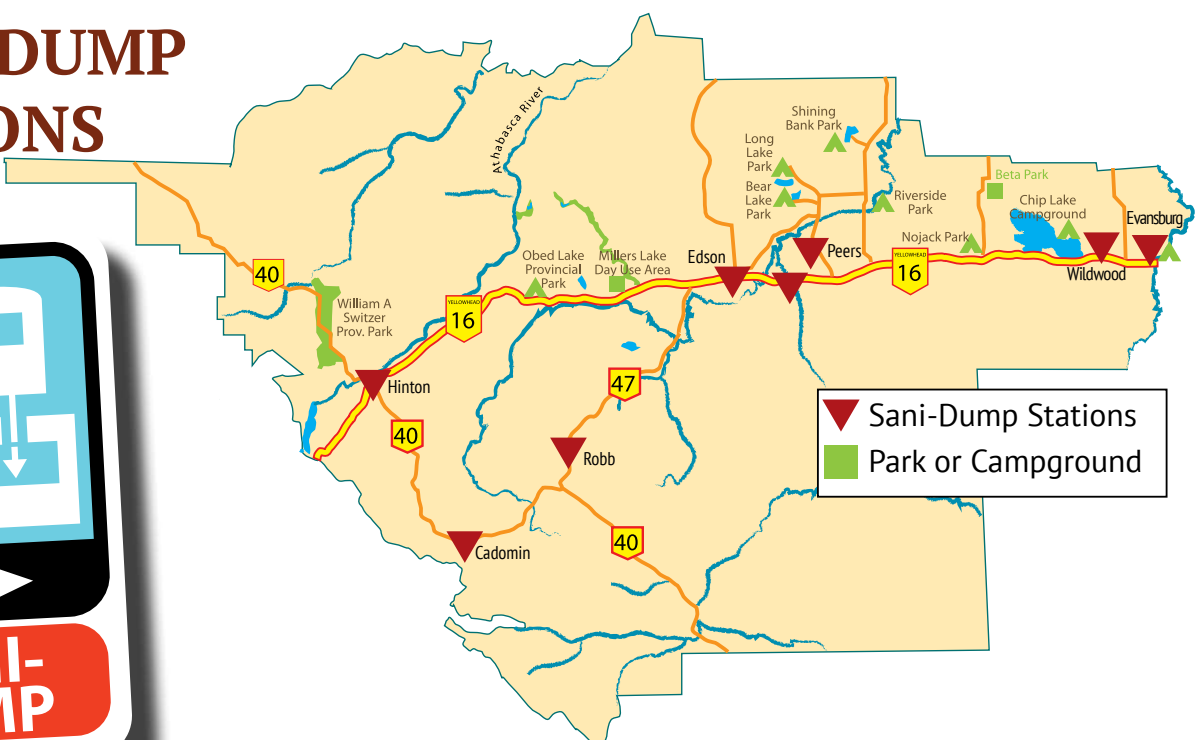 DUMP
ONS
Athabasca River
Shining
Bank Park
Long
Lake
Park
Bear
Lake
Park
Riverside
Park
Beta Park
Chip Lake
Campground
Evansburg
Nojack Park
Peers
Edson
Wildwood
YELLOWHEAD
16
Obed Lake
Provincial
Park
Millers Lake
Day Use Area
40
William A
Switzer
Prov. Park
YELLOWHEAD
16
Hinton
47
40
Robb
Cadomin
40
Sani-Dump Stations
Park or Campground
MP